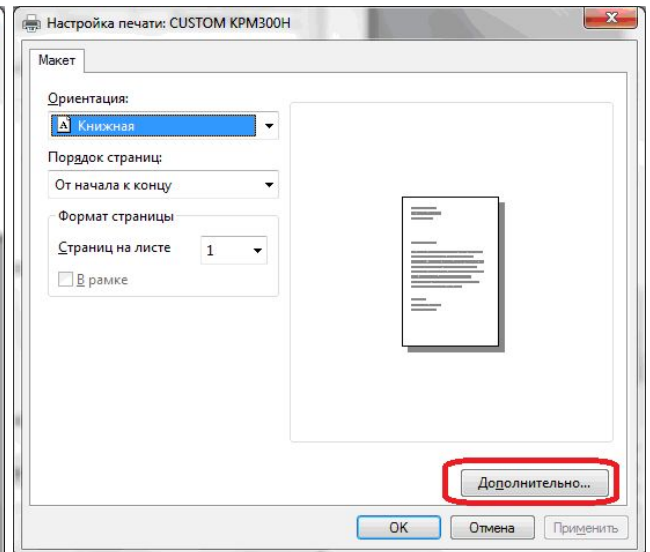 Настройка печати: CUSTOM KPM300H
Макет
Ориентация:
Книжная
Порядок страниц:
От начала к концу
Формат страницы
Страниц на листе 1
В рамке
Дополнительно...
OK Отмена Применить